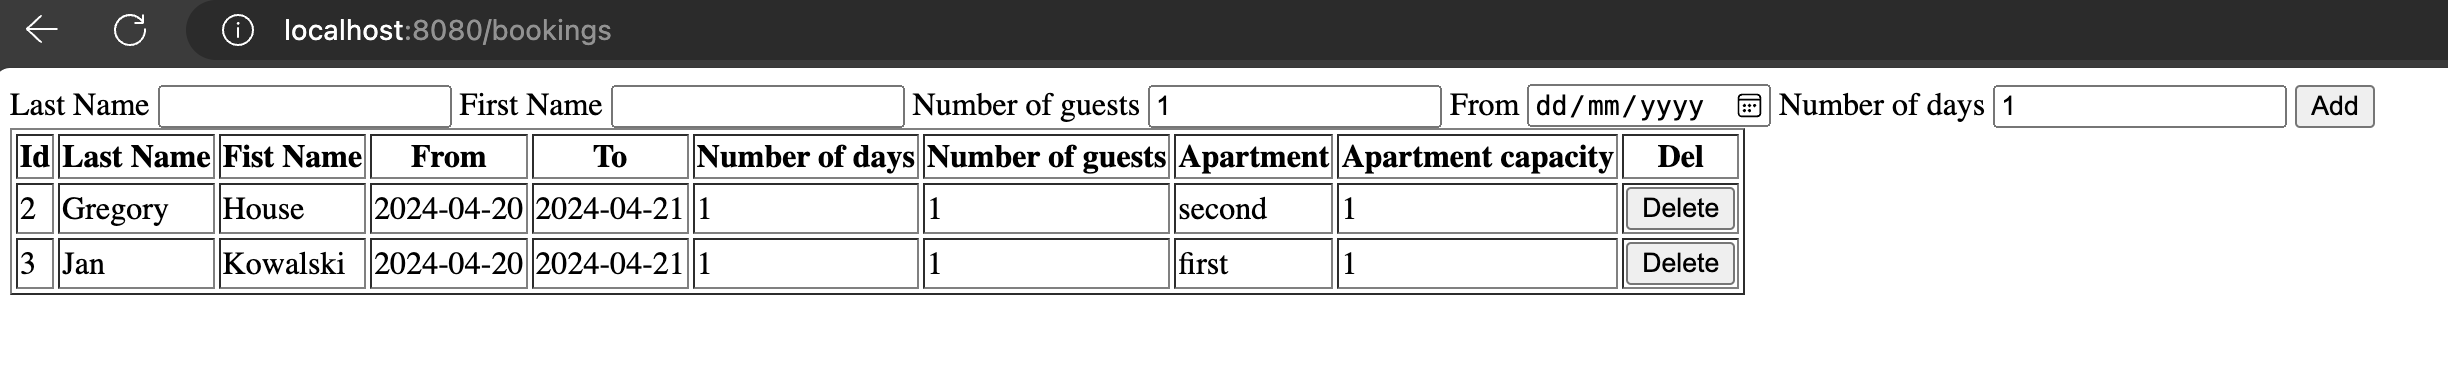 localhost:8080/bookings
Last Name First Name Number of guests 1 From dd/mm/yyyy Number of days 1 Add
Id Last Name Fist Name From To Number of days Number of guests Apartment Apartment capacity Del
2 Gregory House 2024-04-20 2024-04-21 1 1 second 1 Delete
3 Jan Kowalski 2024-04-20 2024-04-21 1 1 first 1 Delete